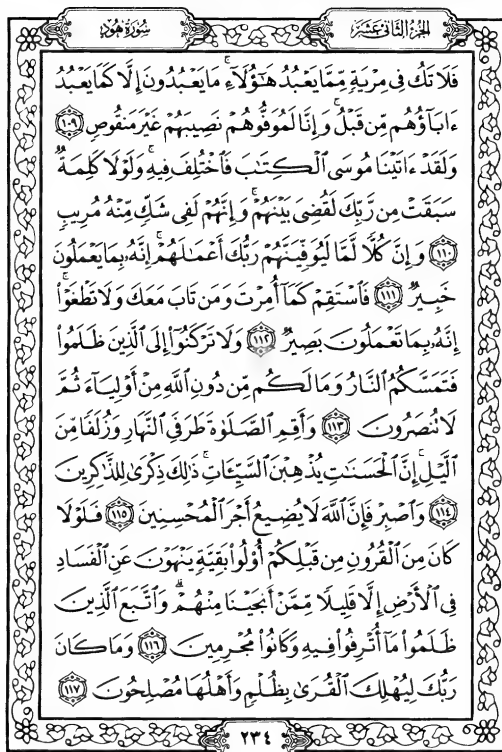 الجزء الثاني عشر
سورة هود
فَلَا تَكُ فِي مِرْيَةٍ مِّمَّا يَعْبُدُ هَٰٓؤُلَآءِ ۚ مَا يَعْبُدُونَ إِلَّا كَمَا يَعْبُدُ
ءَابَآؤُهُم مِّن قَبْلُ ۚ وَإِنَّا لَمُوَفُّوهُمْ نَصِيبَهُمْ غَيْرَ مَنقُوصٍ ١٠٩
وَلَقَدْ ءَاتَيْنَا مُوسَى ٱلْكِتَٰبَ فَٱخْتُلِفَ فِيهِ ۚ وَلَوْلَا كَلِمَةٌ
سَبَقَتْ مِن رَّبِّكَ لَقُضِىَ بَيْنَهُمْ ۚ وَإِنَّهُمْ لَفِى شَكٍّ مِّنْهُ مُرِيبٍ
١١٠ وَإِنَّ كُلًّا لَّمَّا لَيُوَفِّيَنَّهُمْ رَبُّكَ أَعْمَٰلَهُمْ ۚ إِنَّهُۥ بِمَا يَعْمَلُونَ
خَبِيرٌ ١١١ فَٱسْتَقِمْ كَمَآ أُمِرْتَ وَمَن تَابَ مَعَكَ وَلَا تَطْغَوْا۟ ۚ
إِنَّهُۥ بِمَا تَعْمَلُونَ بَصِيرٌ ١١٢ وَلَا تَرْكَنُوٓا۟ إِلَى ٱلَّذِينَ ظَلَمُوا۟
فَتَمَسَّكُمُ ٱلنَّارُ وَمَا لَكُم مِّن دُونِ ٱللَّهِ مِنْ أَوْلِيَآءَ ثُمَّ
لَا تُنصَرُونَ ١١٣ وَأَقِمِ ٱلصَّلَوٰةَ طَرَفَىِ ٱلنَّهَارِ وَزُلَفًا مِّنَ
ٱلَّيْلِ ۚ إِنَّ ٱلْحَسَنَٰتِ يُذْهِبْنَ ٱلسَّيِّـَٔاتِ ۚ ذَٰلِكَ ذِكْرَىٰ لِلذَّٰكِرِينَ
١١٤ وَٱصْبِرْ فَإِنَّ ٱللَّهَ لَا يُضِيعُ أَجْرَ ٱلْمُحْسِنِينَ ١١٥ فَلَوْلَا
كَانَ مِنَ ٱلْقُرُونِ مِن قَبْلِكُمْ أُو۟لُوا۟ بَقِيَّةٍ يَنْهَوْنَ عَنِ ٱلْفَسَادِ
فِى ٱلْأَرْضِ إِلَّا قَلِيلًا مِّمَّنْ أَنجَيْنَا مِنْهُمْ ۗ وَٱتَّبَعَ ٱلَّذِينَ
ظَلَمُوا۟ مَآ أُتْرِفُوا۟ فِيهِ وَكَانُوا۟ مُجْرِمِينَ ١١٦ وَمَا كَانَ
رَبُّكَ لِيُهْلِكَ ٱلْقُرَىٰ بِظُلْمٍ وَأَهْلُهَا مُصْلِحُونَ ١١٧
٢٣٤